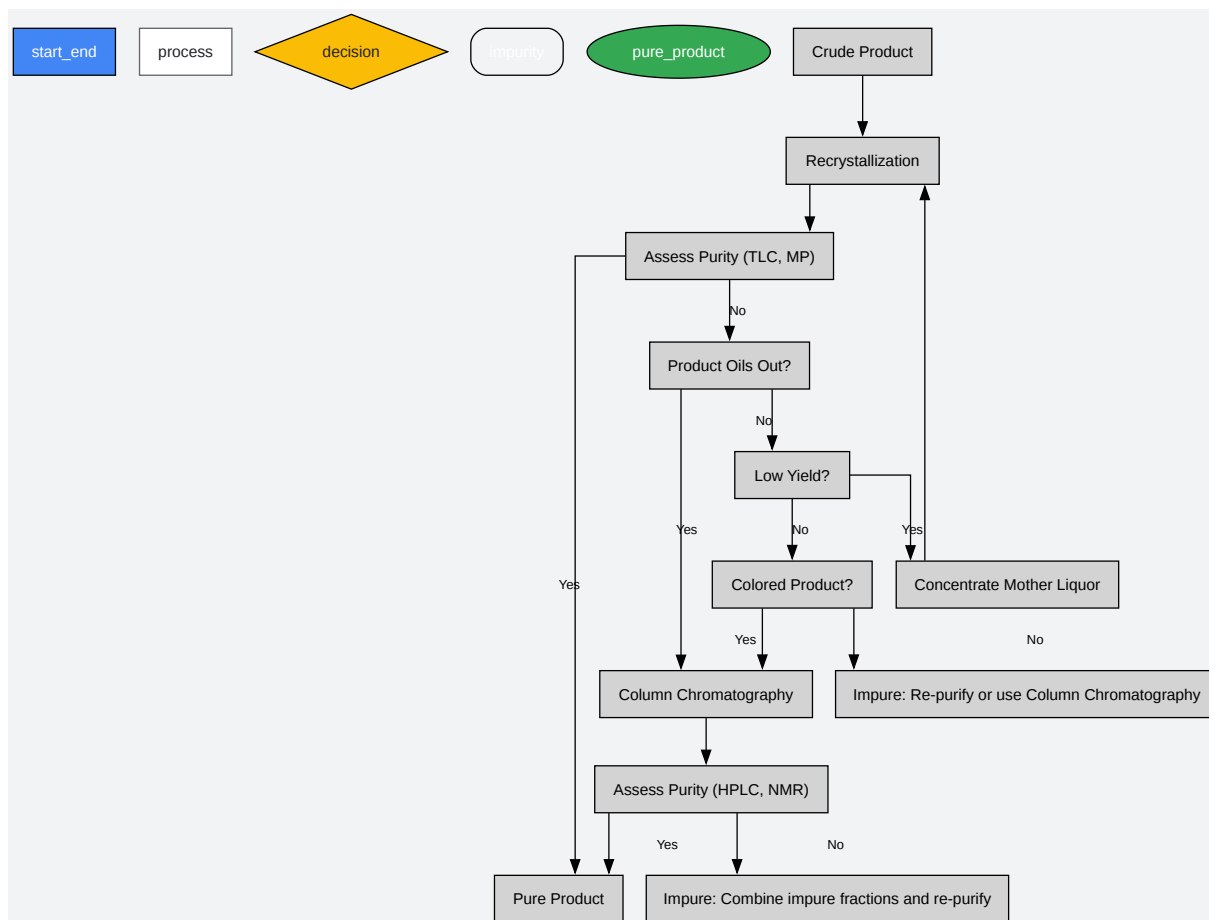 start_end
process
decision
impurity
pure_product
Crude Product
Recrystallization
Assess Purity (TLC, MP)
No
Product Oils Out?
No
Low Yield?
Yes
No
Yes
Yes
Colored Product?
Concentrate Mother Liquor
Yes
No
Column Chromatography
Impure: Re-purify or use Column Chromatography
Assess Purity (HPLC, NMR)
Yes
No
Pure Product
Impure: Combine impure fractions and re-purify